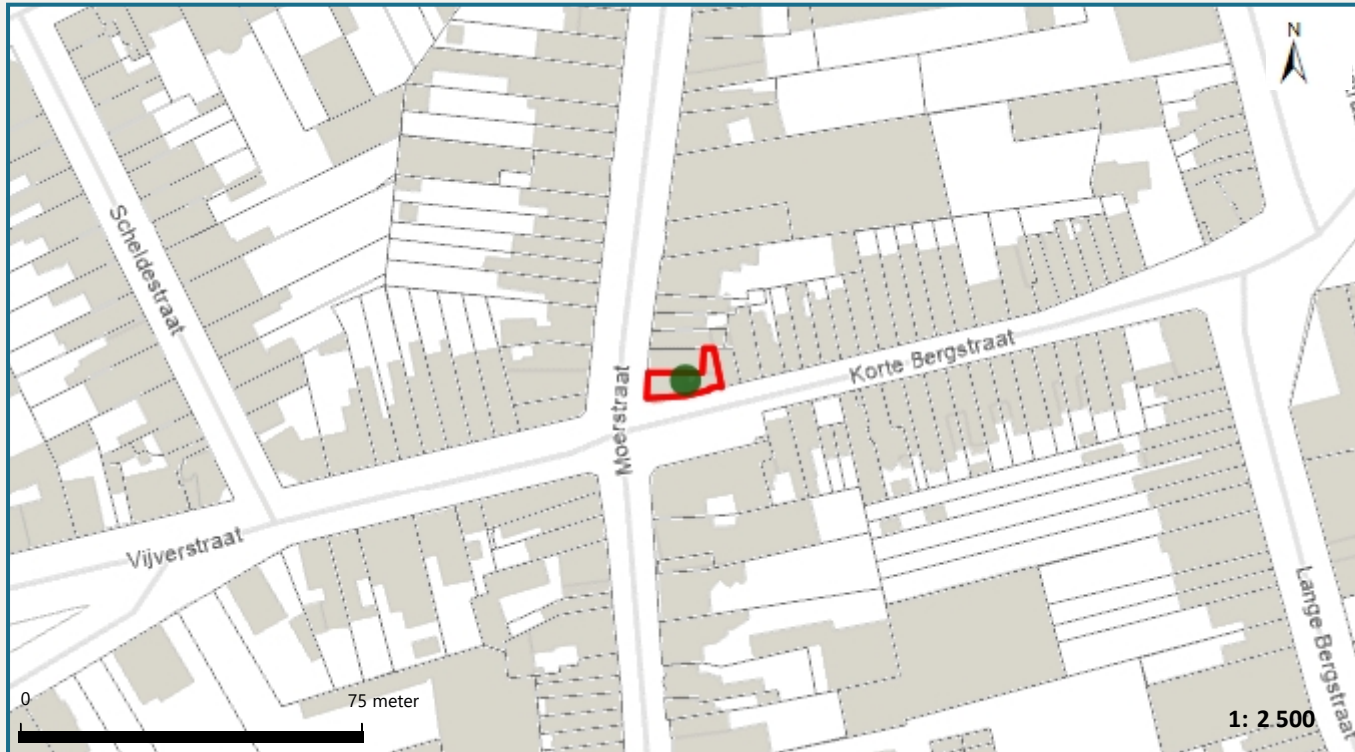 N
Scheldestraat
Korte Bergstraat
Moerstraat
Vijverstraat
Lange Bergstraat
0
75 meter
1: 2 500